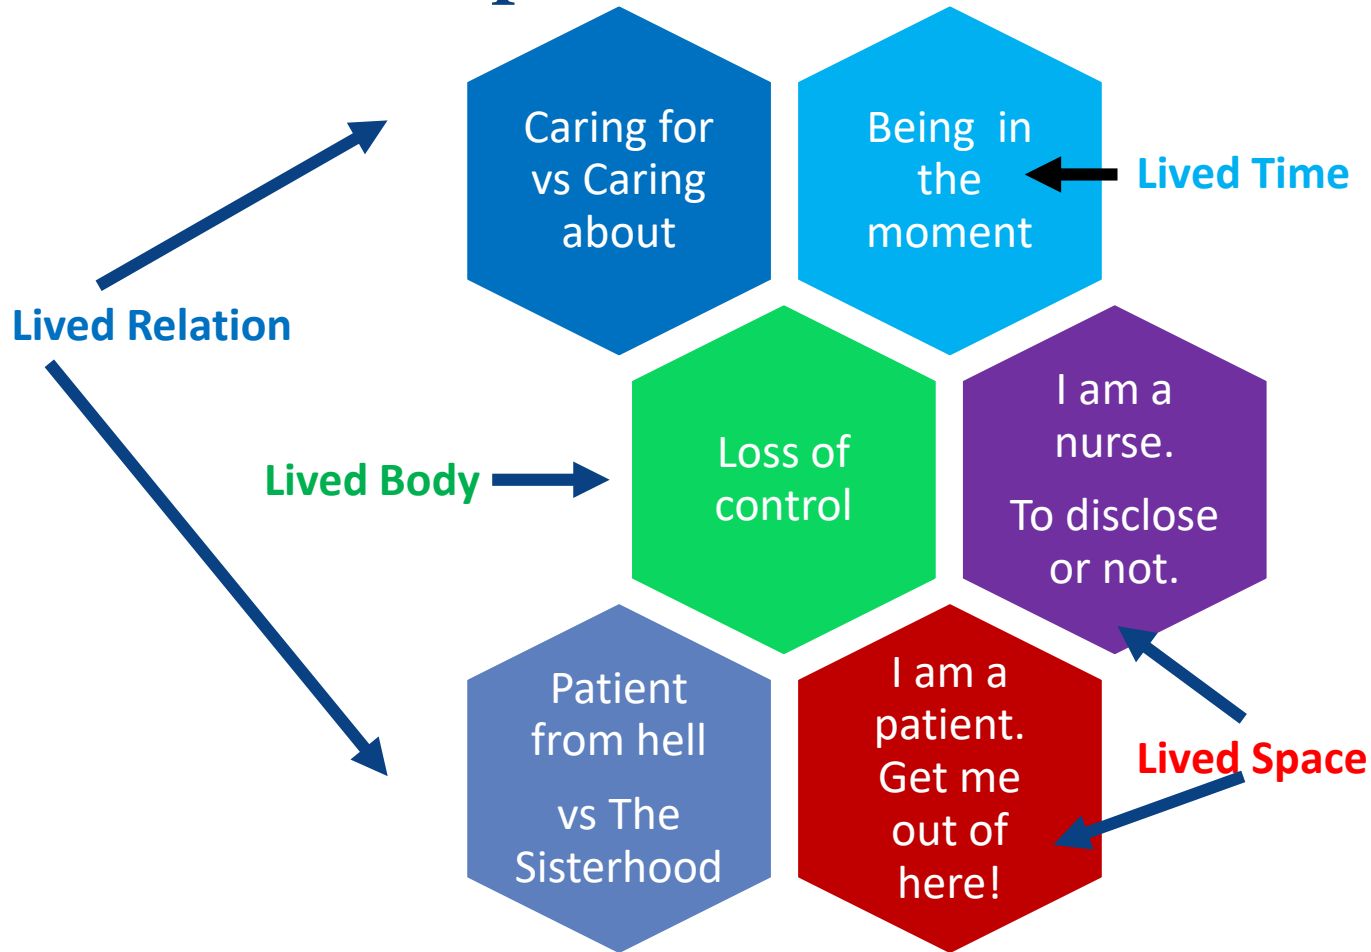 Caring for
vs Caring
about
Being in
the
moment
Lived Time
Lived Relation
Lived Body
Loss of
control
I am a
nurse.
To disclose
or not.
Patient
from hell
vs The
Sisterhood
I am a
patient.
Get me
out of
here!
Lived Space